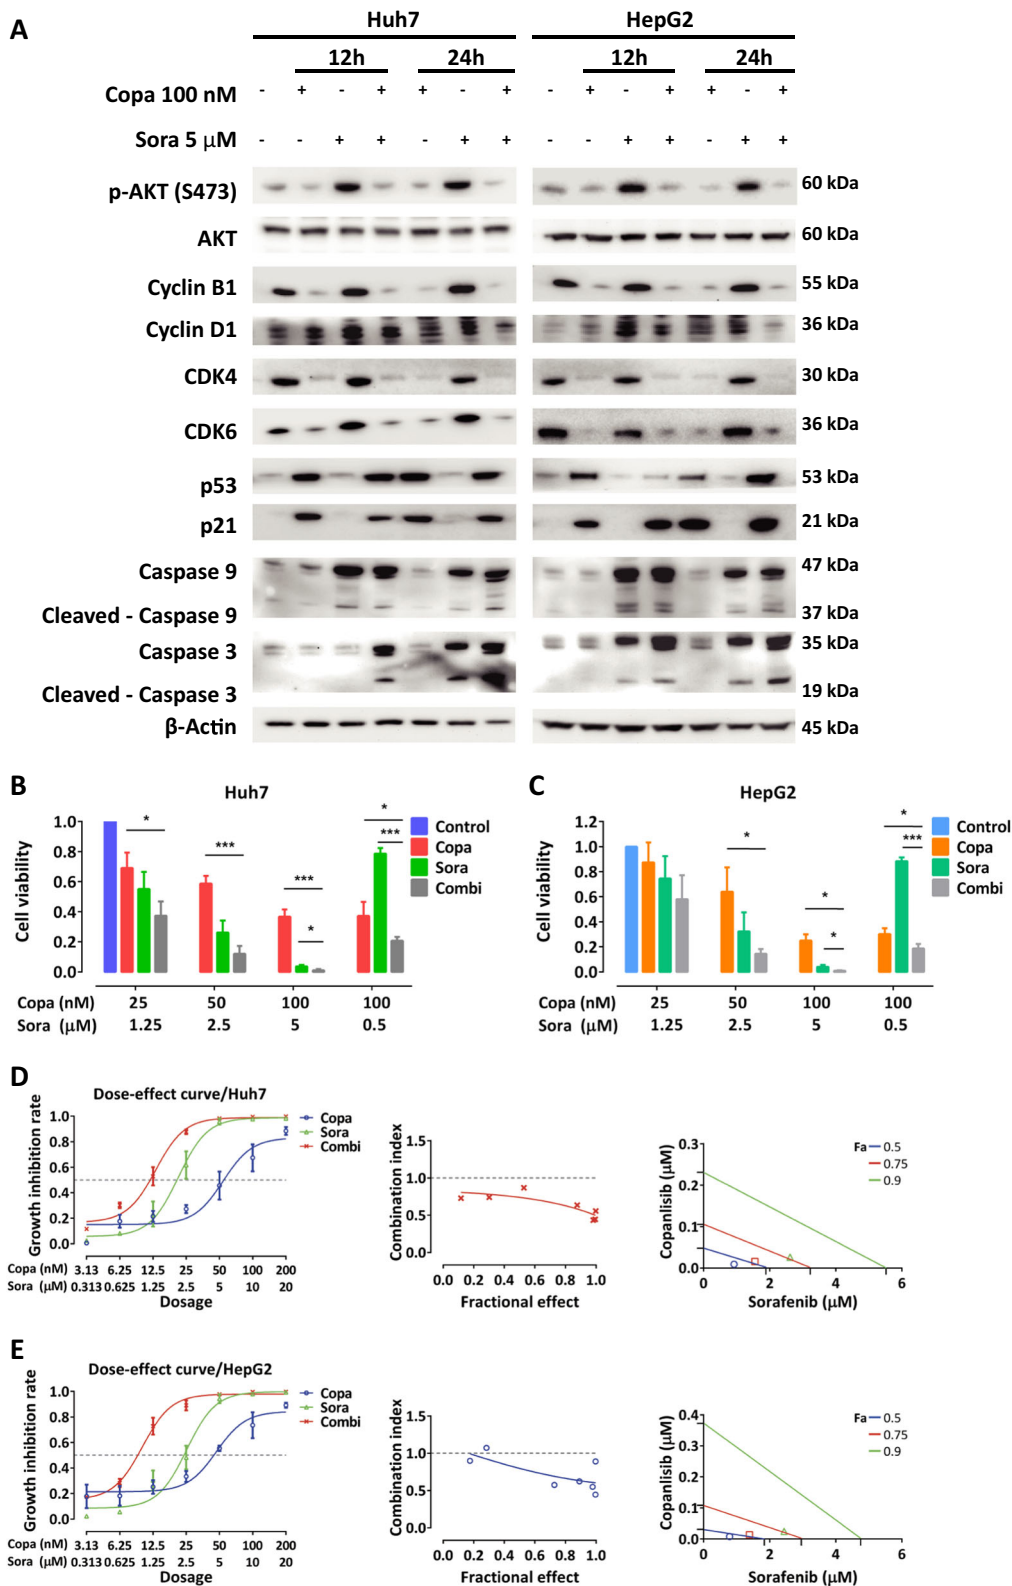 A
Huh7 HepG2
12h 24h 12h 24h
Copa 100 nM - + - + + - + - + - + + - +
Sora 5 μM - - + + - + + - - + + - + +
p-AKT (S473) 60 kDa
AKT 60 kDa
Cyclin B1 55 kDa
Cyclin D1 36 kDa
CDK4 30 kDa
CDK6 36 kDa
p53 53 kDa
p21 21 kDa
Caspase 9 47 kDa
Cleaved - Caspase 9 37 kDa
Caspase 3 35 kDa
Cleaved - Caspase 3 19 kDa
β-Actin 45 kDa
B
Huh7
Cell viability
1.0
0.8
0.6
0.4
0.2
0.0
* *** *** * * ***
Control
Copa
Sora
Combi
Copa (nM) 25 50 100 100
Sora (μM) 1.25 2.5 5 0.5
C
HepG2
Cell viability
1.2
1.0
0.8
0.6
0.4
0.2
0.0
* * * * ***
Control
Copa
Sora
Combi
Copa (nM) 25 50 100 100
Sora (μM) 1.25 2.5 5 0.5
D
Dose-effect curve/Huh7
Growth inhibition rate
1.0
0.8
0.6
0.4
0.2
0.0
Copa
Sora
Combi
Copa (nM) 3.13 6.25 12.5 25 50 100 200
Sora (μM) 0.313 0.625 1.25 2.5 5 10 20
Dosage
Combination index
1.5
1.0
0.5
0.0
0.0 0.2 0.4 0.6 0.8 1.0
Fractional effect
Copanlisib (μM)
0.3
0.2
0.1
0.0
0 2 4 6
Sorafenib (μM)
Fa 0.5
0.75
0.9
E
Dose-effect curve/HepG2
Growth inhibition rate
1.0
0.8
0.6
0.4
0.2
0.0
Copa
Sora
Combi
Copa (nM) 3.13 6.25 12.5 25 50 100 200
Sora (μM) 0.313 0.625 1.25 2.5 5 10 20
Dosage
Combination index
1.5
1.0
0.5
0.0
0.0 0.2 0.4 0.6 0.8 1.0
Fractional effect
Copanlisib (μM)
0.4
0.3
0.2
0.1
0.0
0 2 4 6
Sorafenib (μM)
Fa 0.5
0.75
0.9